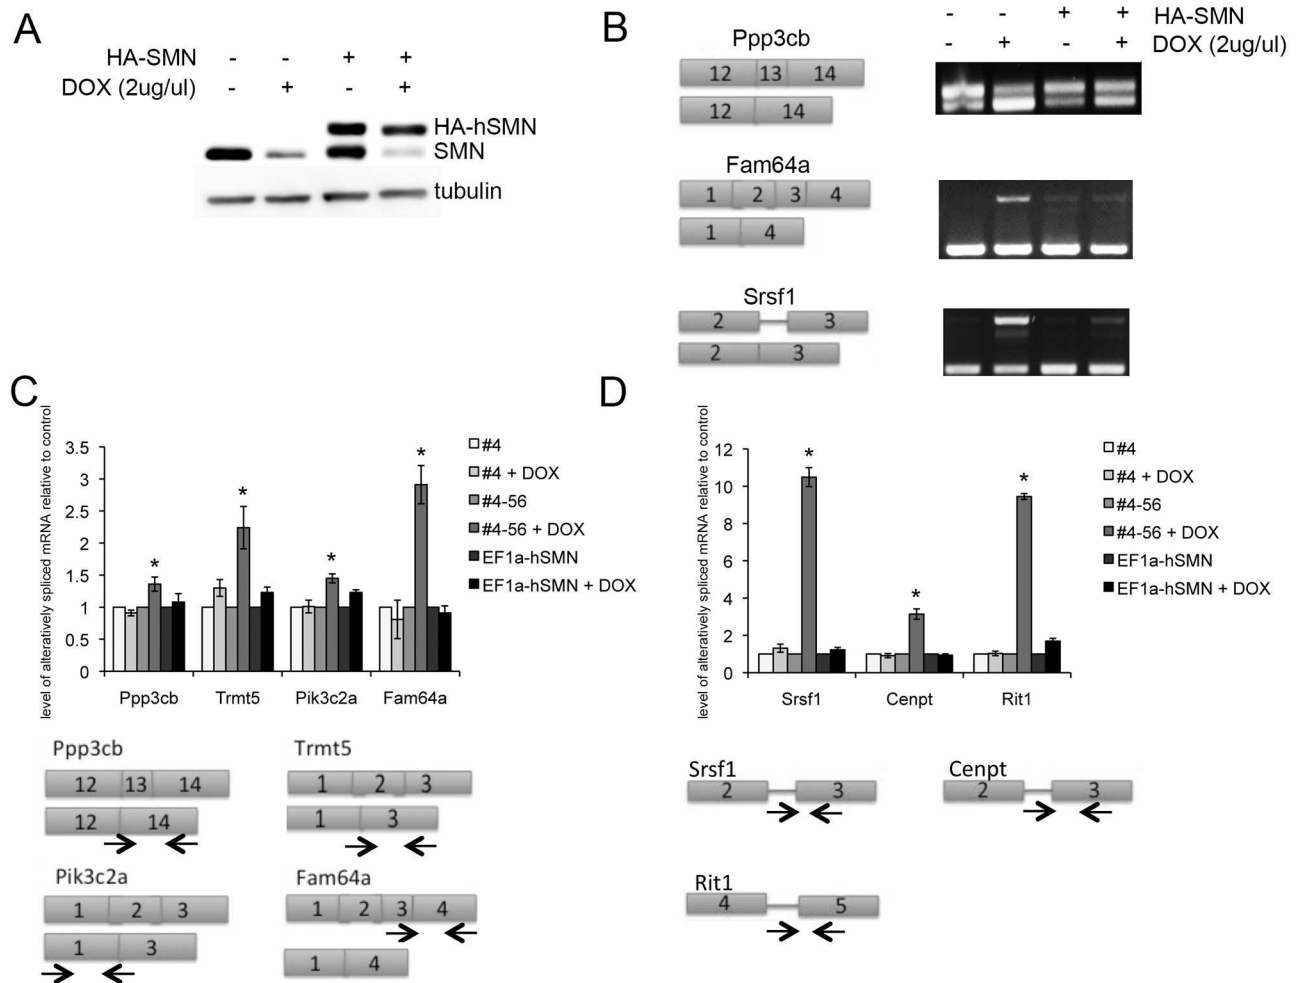 A
HA-SMN - - + +
DOX (2ug/ul) - + - +
HA-hSMN
SMN
tubulin
B
- - + + HA-SMN
- + - + DOX (2ug/ul)
Ppp3cb
12 13 14
12 14
Fam64a
1 2 3 4
1 4
Srsf1
2 3
2 3
C
level of alteratively spliced mRNA relative to control
3.5
3
2.5
2
1.5
1
0.5
0
* * * *
Ppp3cb Trmt5 Pik3c2a Fam64a
#4
#4 + DOX
#4-56
#4-56 + DOX
EF1a-hSMN
EF1a-hSMN + DOX
Ppp3cb
12 13 14
12 14
Trmt5
1 2 3
1 3
Pik3c2a
1 2 3
1 3
Fam64a
1 2 3 4
1 4
D
level of alteratively spliced mRNA relative to control
12
10
8
6
4
2
0
* * *
Srsf1 Cenpt Rit1
#4
#4 + DOX
#4-56
#4-56 + DOX
EF1a-hSMN
EF1a-hSMN + DOX
Srsf1
2 3
Cenpt
2 3
Rit1
4 5